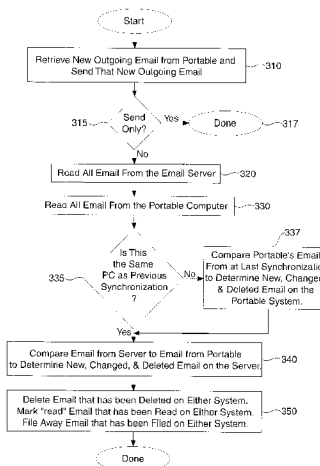 Start
Retrieve New Outgoing Email from Portable and
Send That New Outgoing Email
310
315
Send
Only?
Yes
Done
317
No
Read All Email From the Email Server
320
Read All Email From the Portable Computer
330
337
Is This
the Same
PC as Previous
Synchronization
?
335
No
Compare Portable's Email
From at Last Synchronizatio
to Determine New, Changed
& Deleted Email on the
Portable System.
Yes
Compare Email from Server to Email from Portable
to Determine New, Changed, & Deleted Email on the Server.
340
Delete Email that has been Deleted on Either System.
Mark "read" Email that has been Read on Either System.
File Away Email that has been Filed on Either System.
350
Done